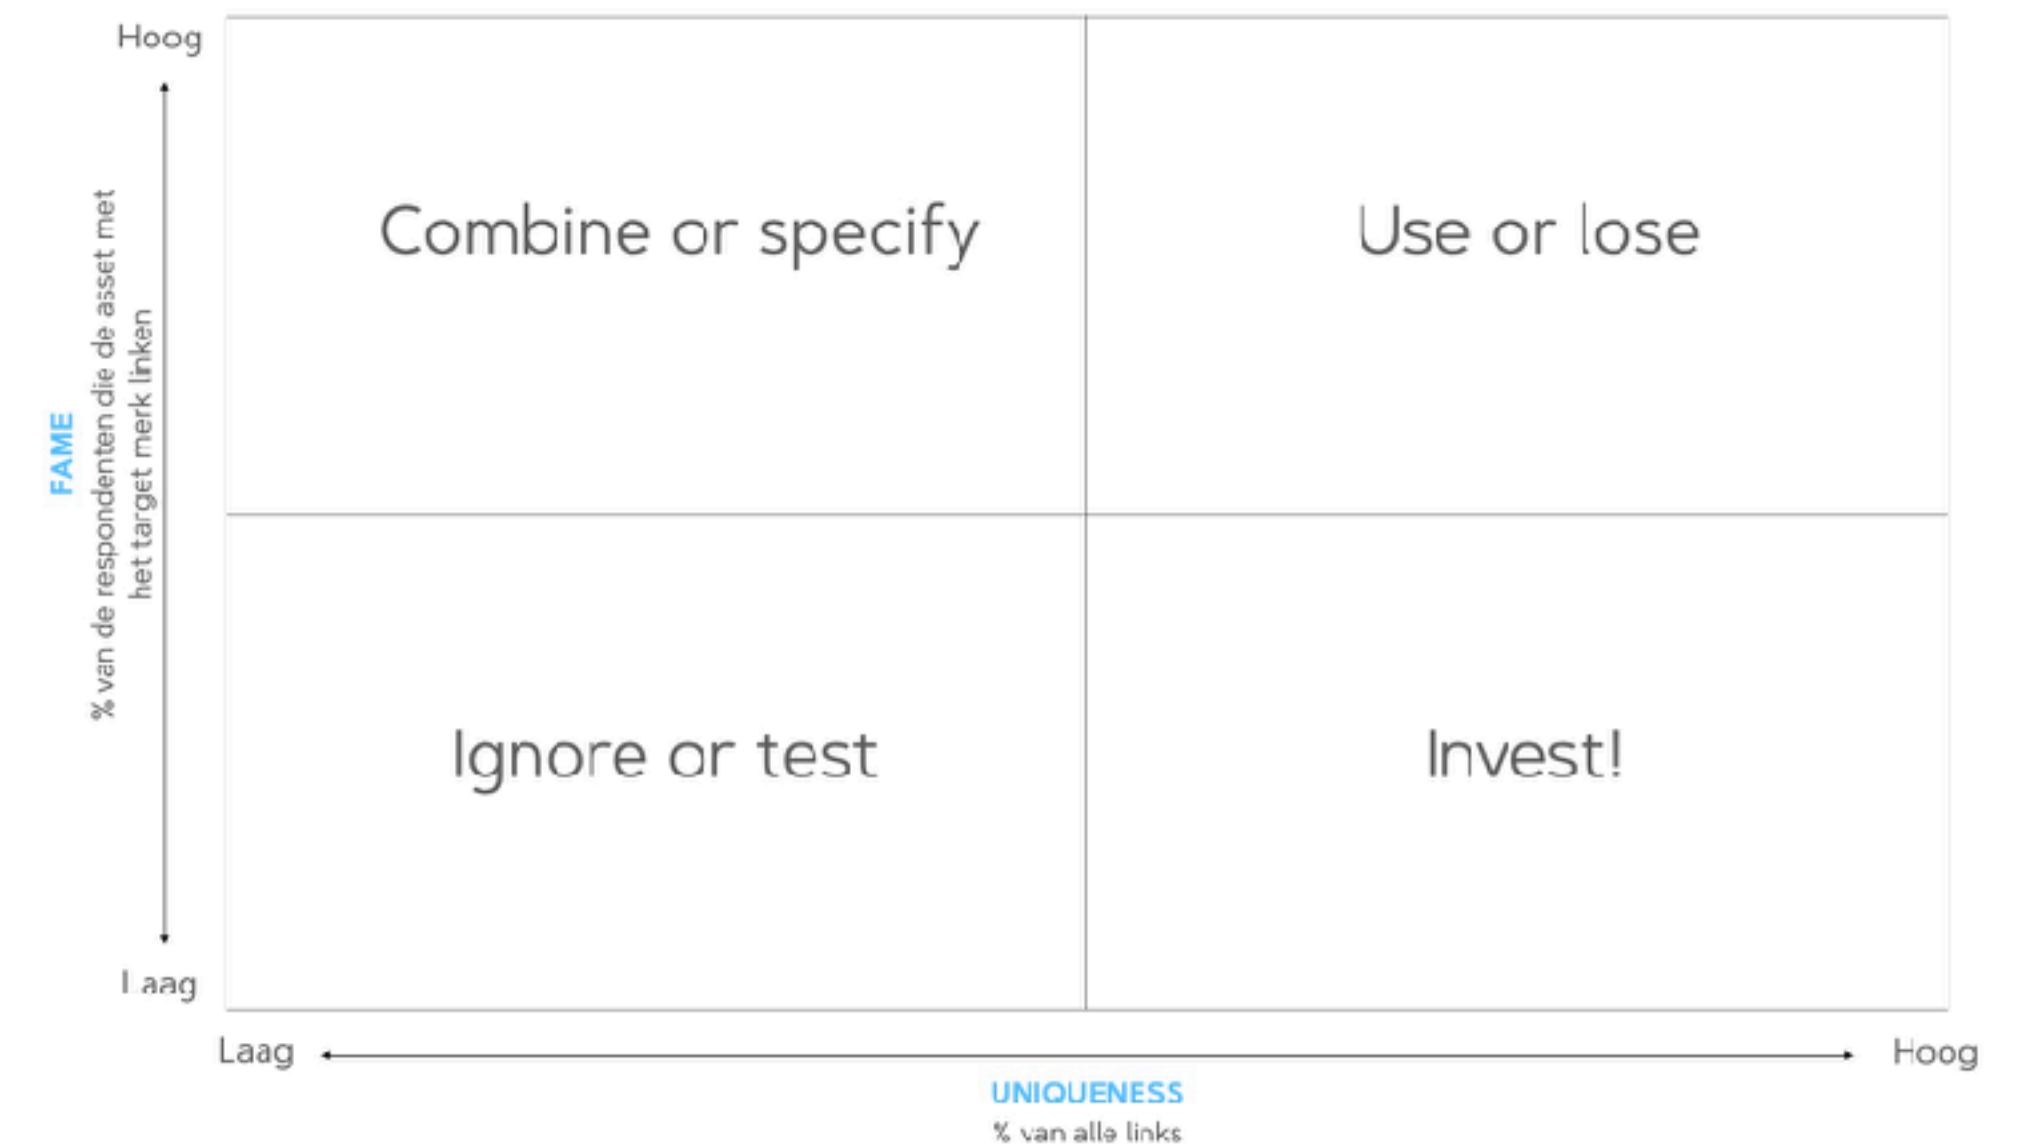 Hoog
FAME
% van de respondenten die de asset met
het target merk linken
Combine or specify
Use or lose
Ignore or test
Invest!
Laag
Laag
Hoog
UNIQUENESS
% van alle links